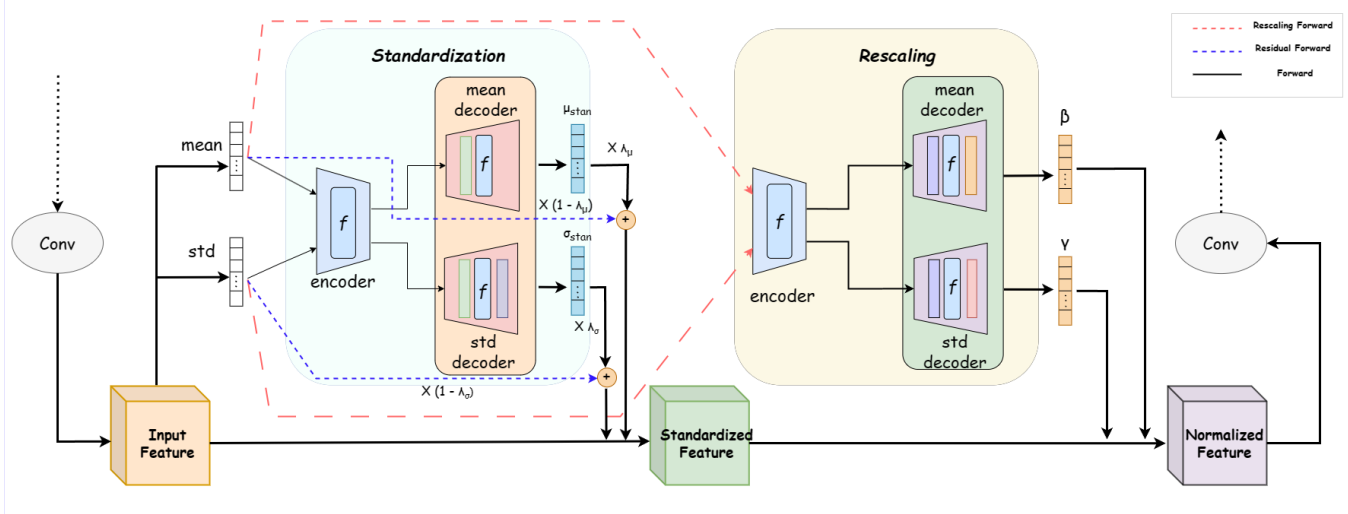 Rescaling Forward
Residual Forward
Forward
Standardization
Rescaling
mean
decoder
mean
decoder
μstan
β
mean
X λμ
f
f
f
f
X (1 - λμ)
+
Conv
std
encoder
σstan
encoder
γ
Conv
f
f
X λσ
std
decoder
std
decoder
+
X (1 - λσ)
Input
Feature
Standardized
Feature
Normalized
Feature